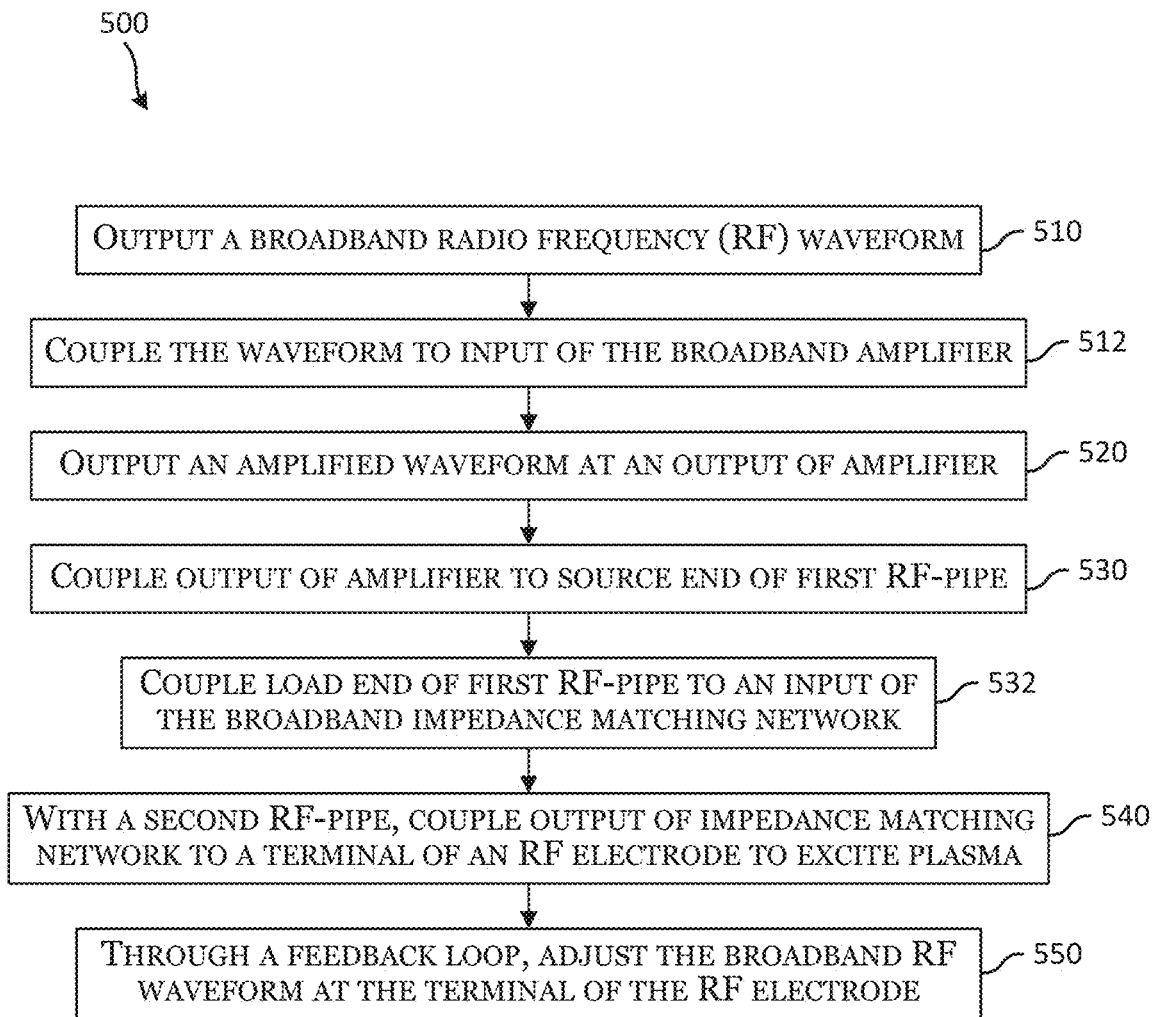 500
OUTPUT A BROADBAND RADIO FREQUENCY (RF) WAVEFORM
510
COUPLE THE WAVEFORM TO INPUT OF THE BROADBAND AMPLIFIER
512
OUTPUT AN AMPLIFIED WAVEFORM AT AN OUTPUT OF AMPLIFIER
520
COUPLE OUTPUT OF AMPLIFIER TO SOURCE END OF FIRST RF-PIPE
530
COUPLE LOAD END OF FIRST RF-PIPE TO AN INPUT OF
THE BROADBAND IMPEDANCE MATCHING NETWORK
532
WITH A SECOND RF-PIPE, COUPLE OUTPUT OF IMPEDANCE MATCHING
NETWORK TO A TERMINAL OF AN RF ELECTRODE TO EXCITE PLASMA
540
THROUGH A FEEDBACK LOOP, ADJUST THE BROADBAND RF
WAVEFORM AT THE TERMINAL OF THE RF ELECTRODE
550